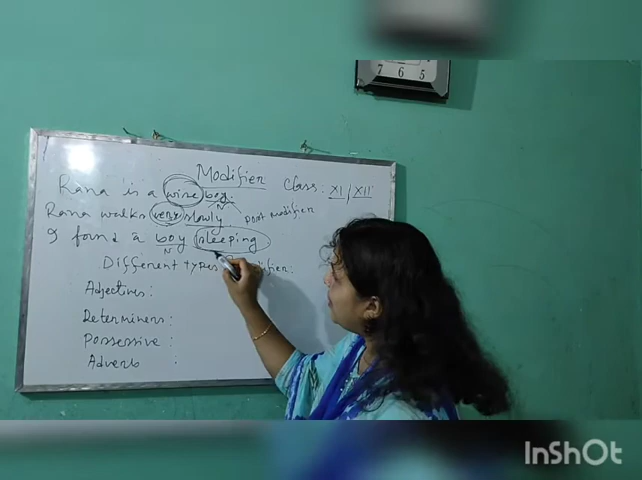 7 6 5
Modifier Class: XI / XII
Rana is a wise boy.
N
Rana walks very slowly post modifier
I found a boy sleeping
N
Different types modifier:
Adjectives:
Determiners:
Possessive:
Adverb:
InShOt